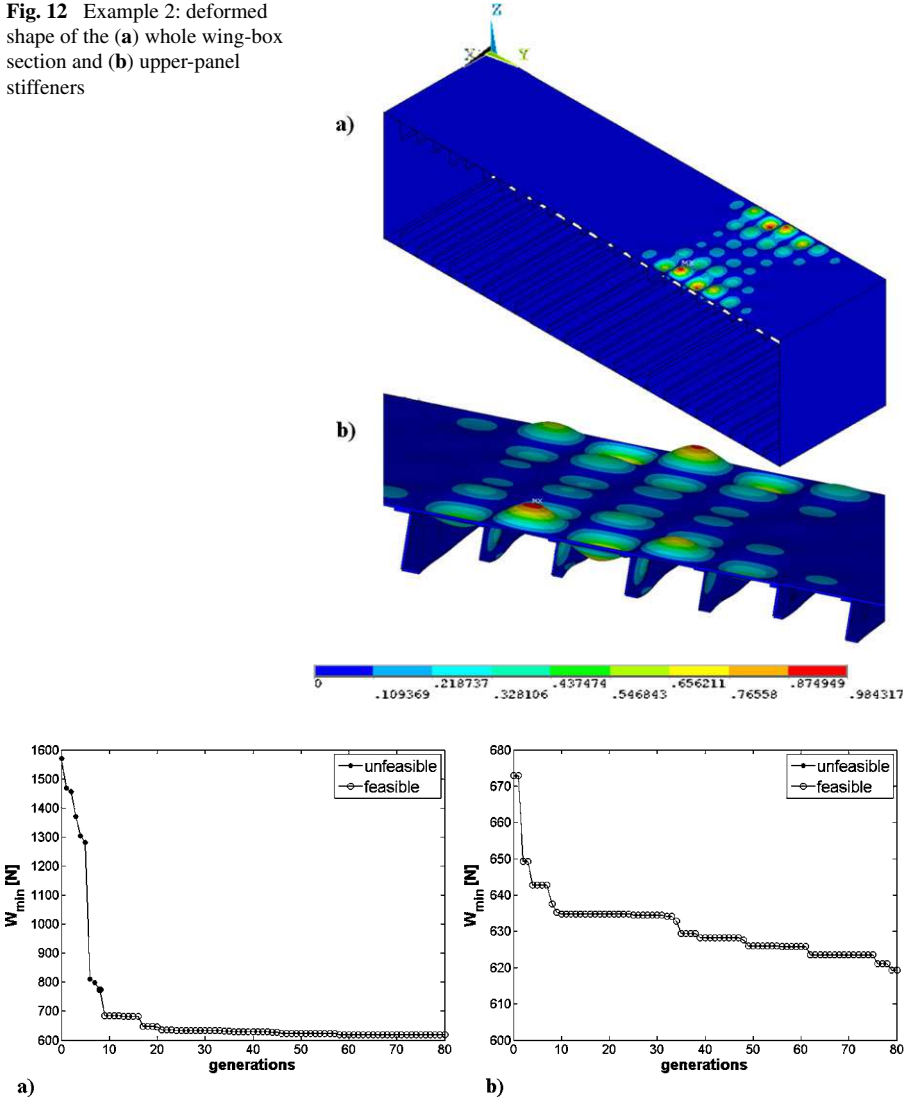 Fig. 12 Example 2: deformed
shape of the (a) whole wing-box
section and (b) upper-panel
stiffeners
Z
X
Y
a)
MX
b)
MX
0
.109369
.218737
.328106
.437474
.546843
.656211
.76558
.874949
.984317
1600
1500
1400
1300
1200
1100
1000
900
800
700
600
W_min [N]
0 10 20 30 40 50 60 70 80
generations
unfeasible
feasible
a)
680
670
660
650
640
630
620
610
600
W_min [N]
0 10 20 30 40 50 60 70 80
generations
unfeasible
feasible
b)